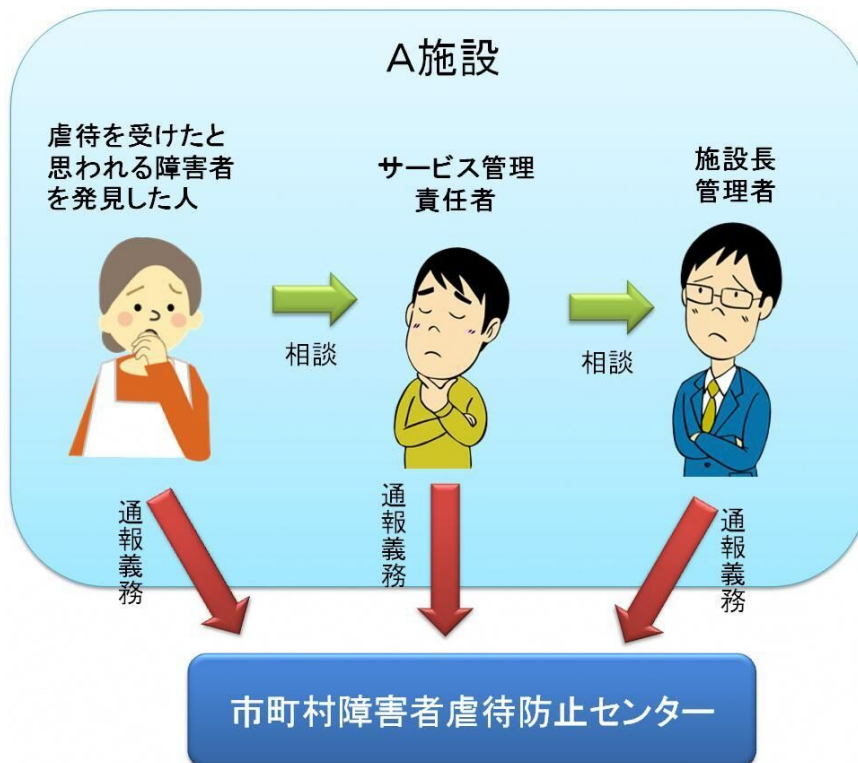 A施設
虐待を受けたと
思われる障害者
を発見した人
サービス管理
責任者
施設長
管理者
相談
相談
通報義務
通報義務
通報義務
市町村障害者虐待防止センター